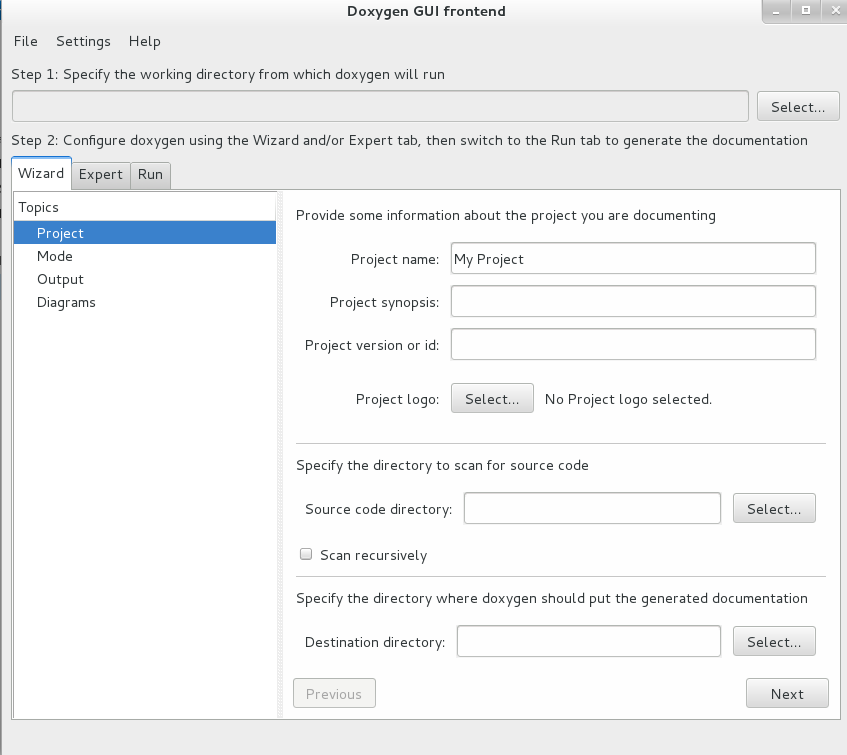 Doxygen GUI frontend
File Settings Help
Step 1: Specify the working directory from which doxygen will run
Select...
Step 2: Configure doxygen using the Wizard and/or Expert tab, then switch to the Run tab to generate the documentation
Wizard Expert Run
Topics
Project
Mode
Output
Diagrams
Provide some information about the project you are documenting
Project name: My Project
Project synopsis:
Project version or id:
Project logo: Select... No Project logo selected.
Specify the directory to scan for source code
Source code directory: Select...
Scan recursively
Specify the directory where doxygen should put the generated documentation
Destination directory: Select...
Previous Next